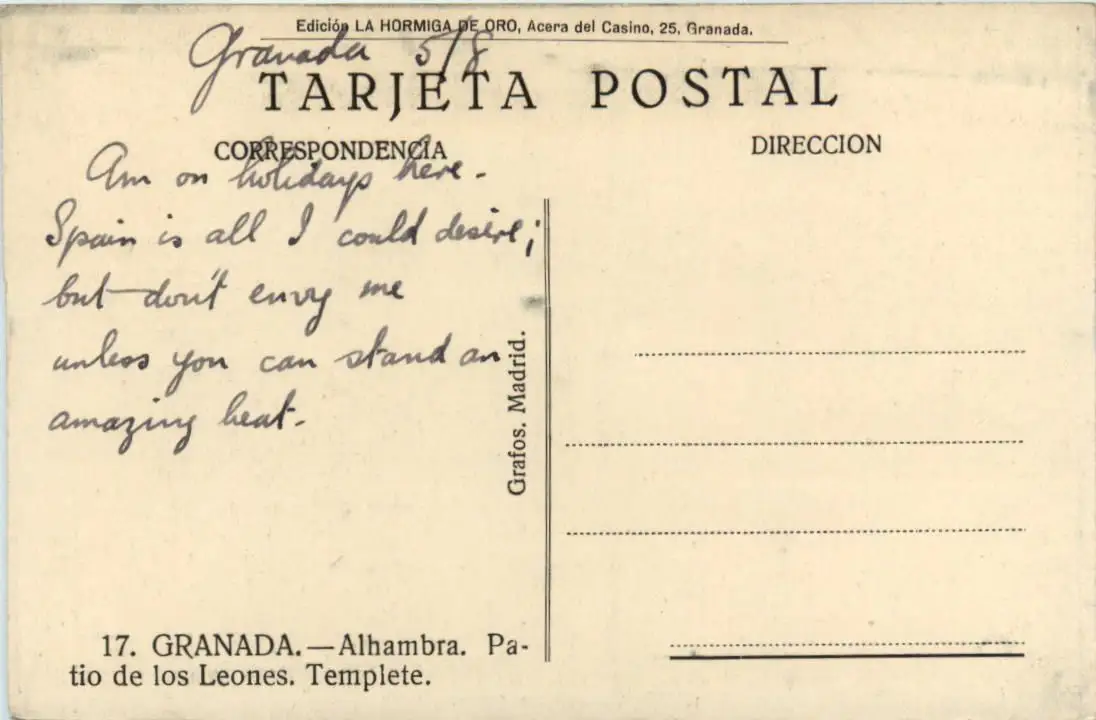 Edición LA HORMIGA DE ORO, Acera del Casino, 25, Granada.
Granada 5/8
TARJETA POSTAL
CORRESPONDENCIA
DIRECCION
Am on holidays here.
Spain is all I could desire;
but don't envy me
unless you can stand an
amazing heat.
Grafos. Madrid.
17. GRANADA.—Alhambra. Pa-
tio de los Leones. Templete.